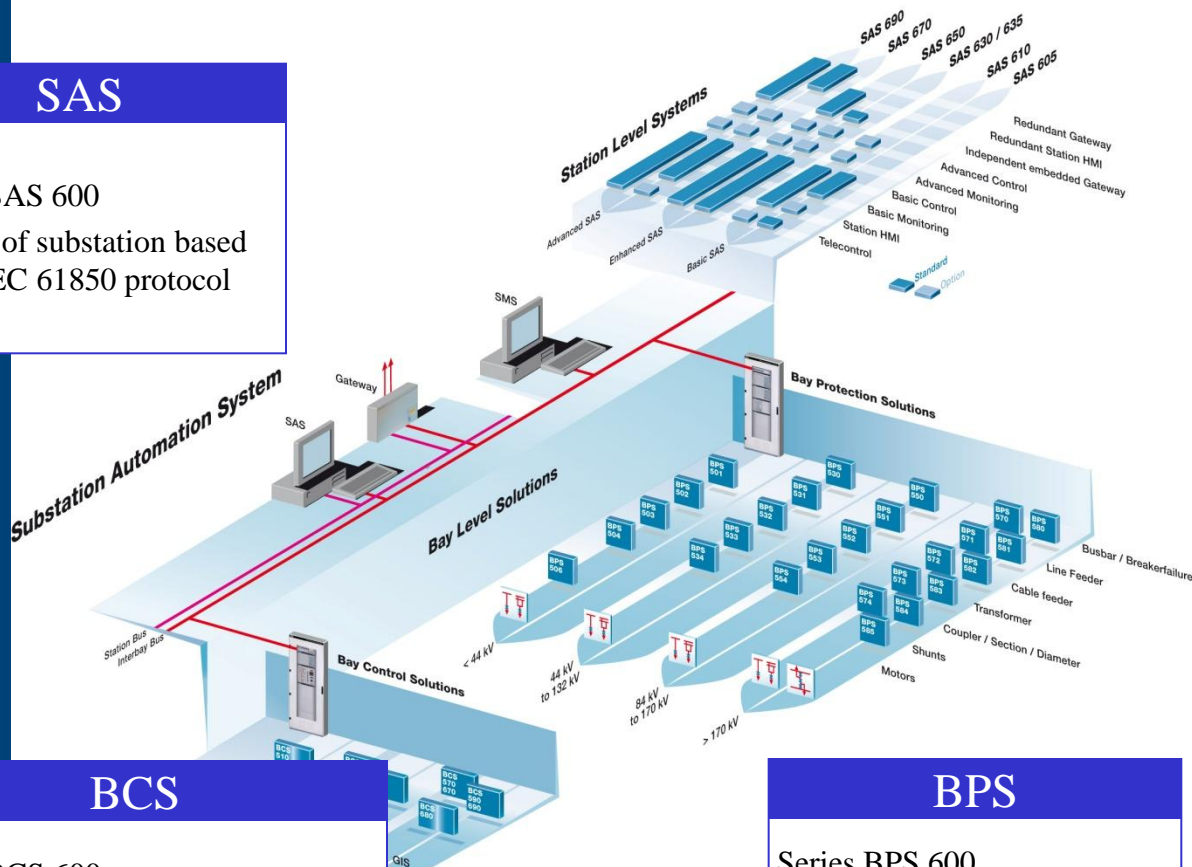 SAS
SAS 600
of substation based
EC 61850 protocol
SAS 690
SAS 670
SAS 650
SAS 630 / 635
SAS 610
SAS 605
Station Level Systems
Redundant Gateway
Redundant Station HMI
Independent embedded Gateway
Advanced Control
Advanced Monitoring
Basic Control
Basic Monitoring
Station HMI
Telecontrol
Advanced SAS
Enhanced SAS
Basic SAS
Standard
Option
Substation Automation System
SMS
Gateway
SAS
Station Bus
Interbay Bus
Bay Level Solutions
Bay Protection Solutions
BPS 501
BPS 502
BPS 503
BPS 504
BPS 506
BPS 530
BPS 531
BPS 532
BPS 533
BPS 534
BPS 550
BPS 551
BPS 552
BPS 553
BPS 554
BPS 570
BPS 571
BPS 572
BPS 573
BPS 574
BPS 580
BPS 581
BPS 582
BPS 583
BPS 584
BPS 585
Busbar / Breakerfailure
Line Feeder
Cable feeder
Transformer
Coupler / Section / Diameter
Shunts
Motors
< 44 kV
44 kV
to 132 kV
84 kV
to 170 kV
> 170 kV
Bay Control Solutions
BCS
510
BCS
570
670
BCS
590
690
BCS
680
GIS
BCS
BCS 600
BPS
Series BPS 600